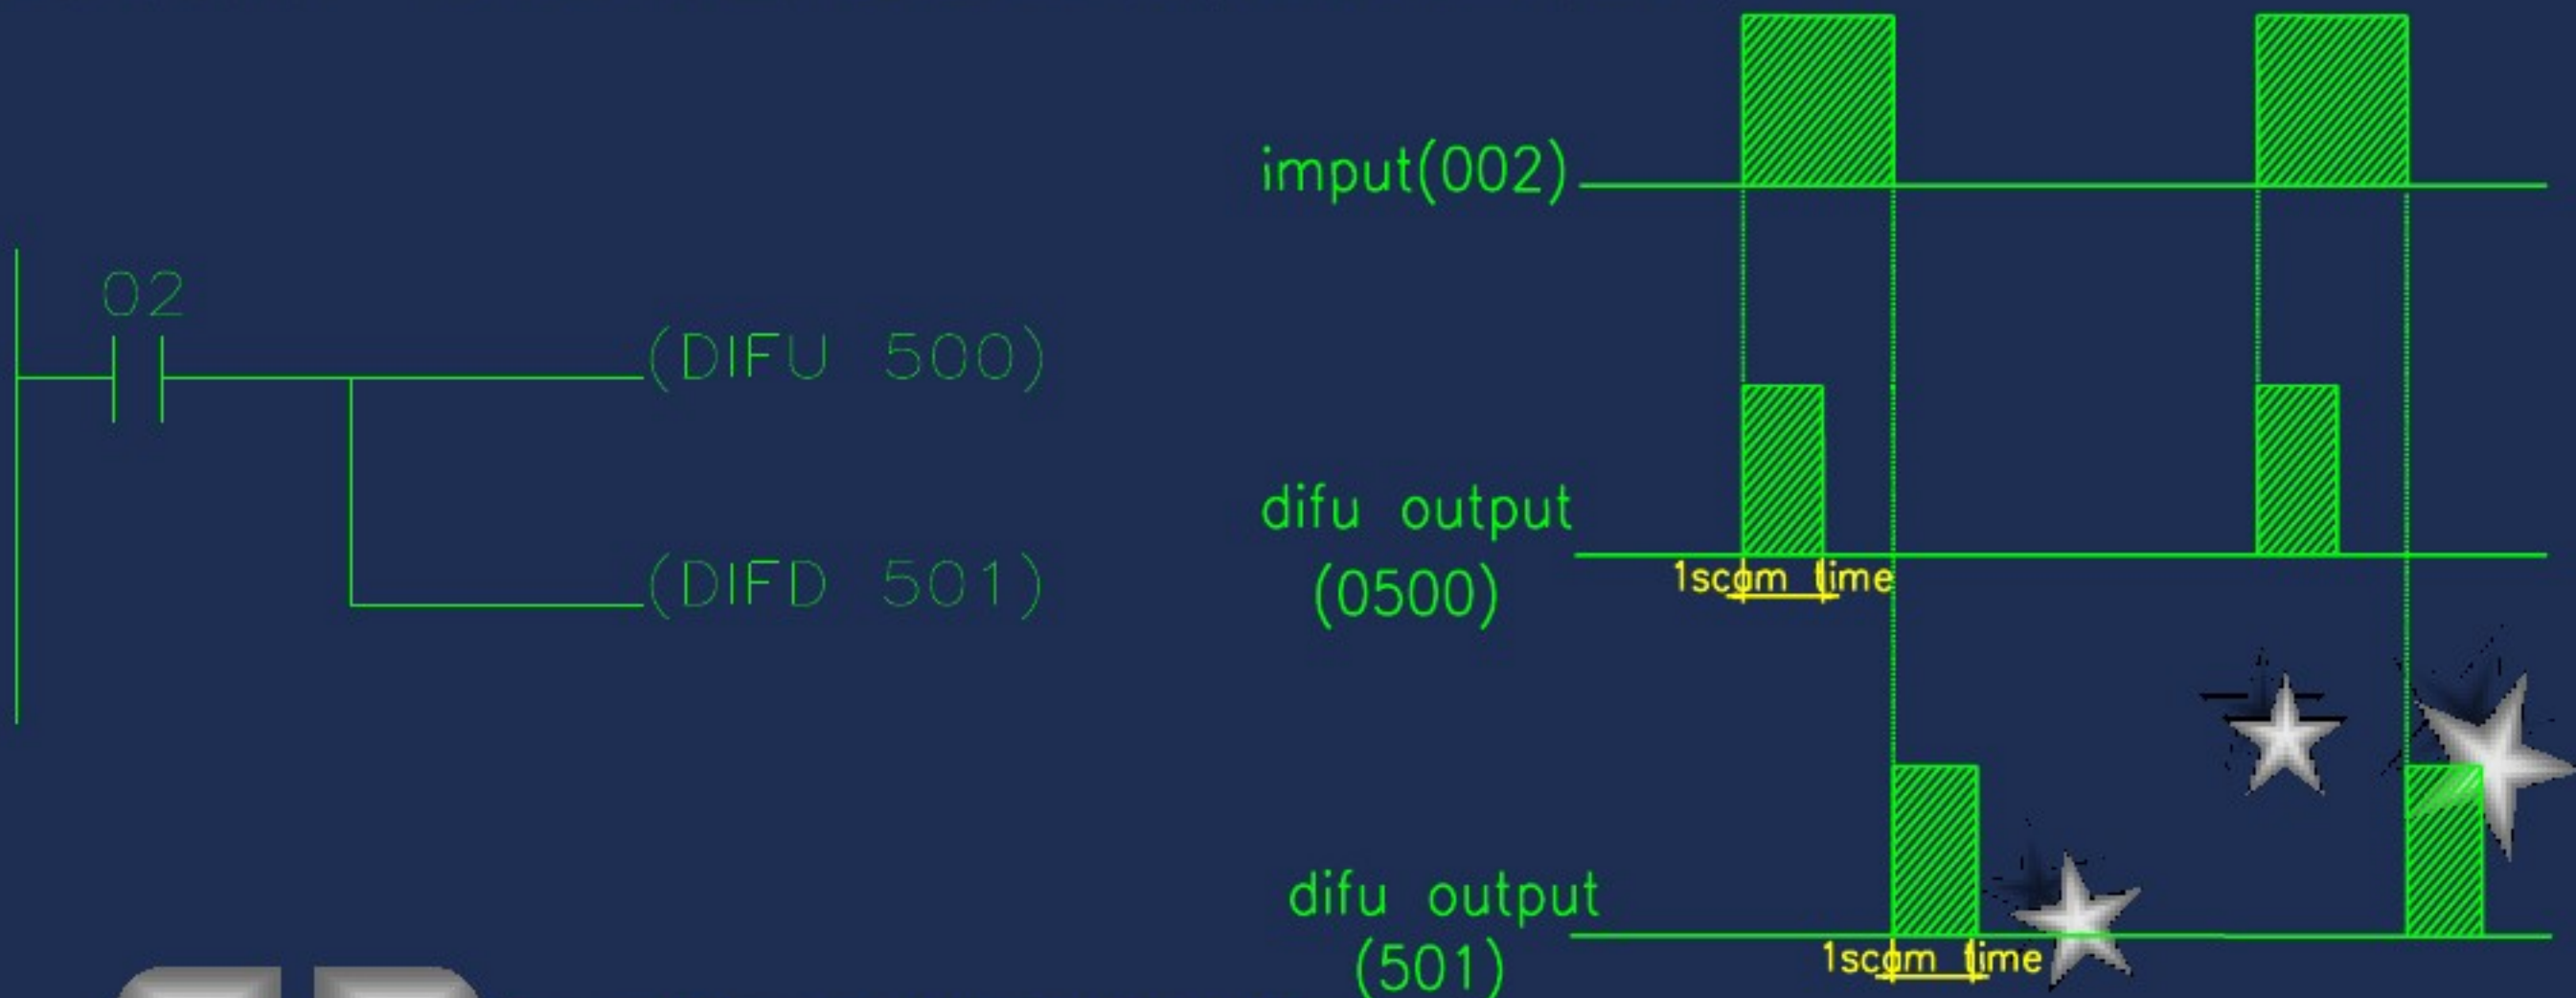 02
(DIFU 500)
(DIFD 501)
imput(002)
difu output
(0500)
1scam time
difu output
(501)
1scam time